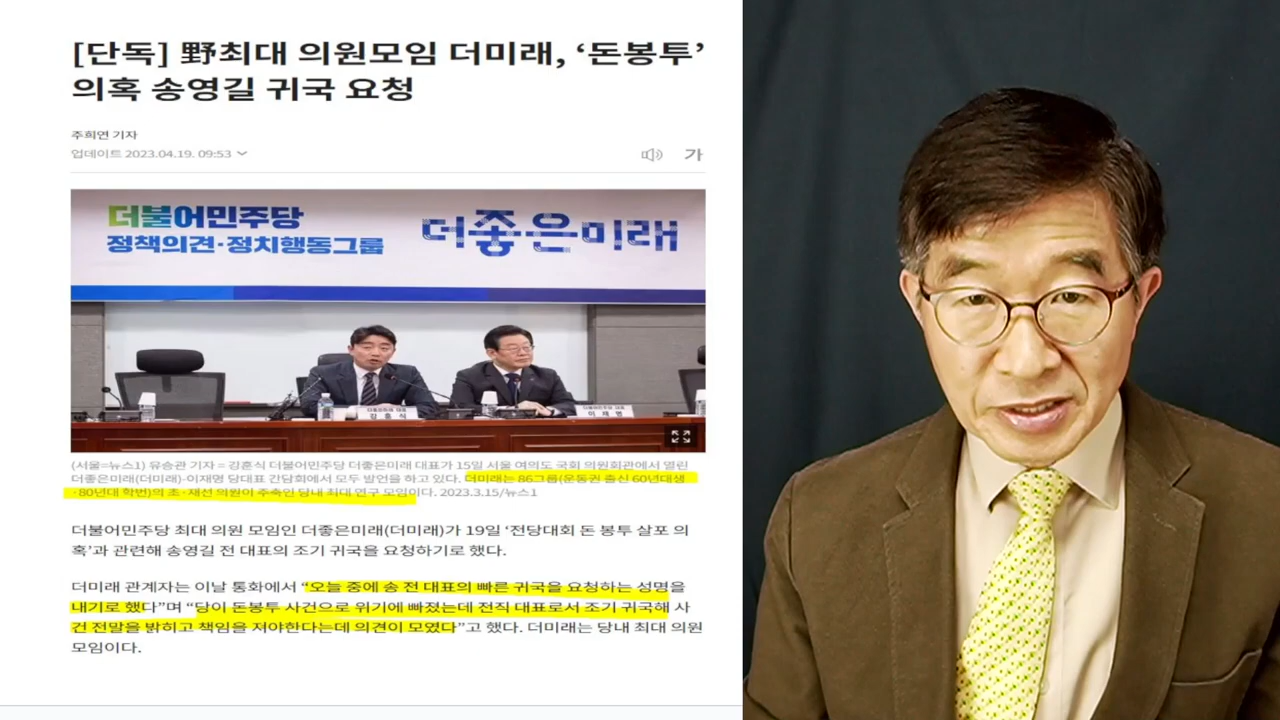 [단독] 野최대 의원모임 더미래, ‘돈봉투’
의혹 송영길 귀국 요청
주희연 기자
업데이트 2023.04.19. 09:53
가
더불어민주당
정책의견·정치행동그룹
더좋은미래
더좋은미래 대표
강훈식
더불어민주당 대표
이재명
(서울=뉴스1) 유승관 기자 = 강훈식 더불어민주당 더좋은미래 대표가 15일 서울 여의도 국회 의원회관에서 열린
더좋은미래(더미래)·이재명 당대표 간담회에서 모두 발언을 하고 있다. 더미래는 86그룹(운동권 출신 60년대생
·80년대 학번)의 초·재선 의원이 주축인 당내 최대 연구 모임이다. 2023.3.15/뉴스1
더불어민주당 최대 의원 모임인 더좋은미래(더미래)가 19일 ‘전당대회 돈 봉투 살포 의
혹’과 관련해 송영길 전 대표의 조기 귀국을 요청하기로 했다.
더미래 관계자는 이날 통화에서 “오늘 중에 송 전 대표의 빠른 귀국을 요청하는 성명을
내기로 했다”며 “당이 돈봉투 사건으로 위기에 빠졌는데 전직 대표로서 조기 귀국해 사
건 전말을 밝히고 책임을 져야한다는데 의견이 모였다”고 했다. 더미래는 당내 최대 의원
모임이다.